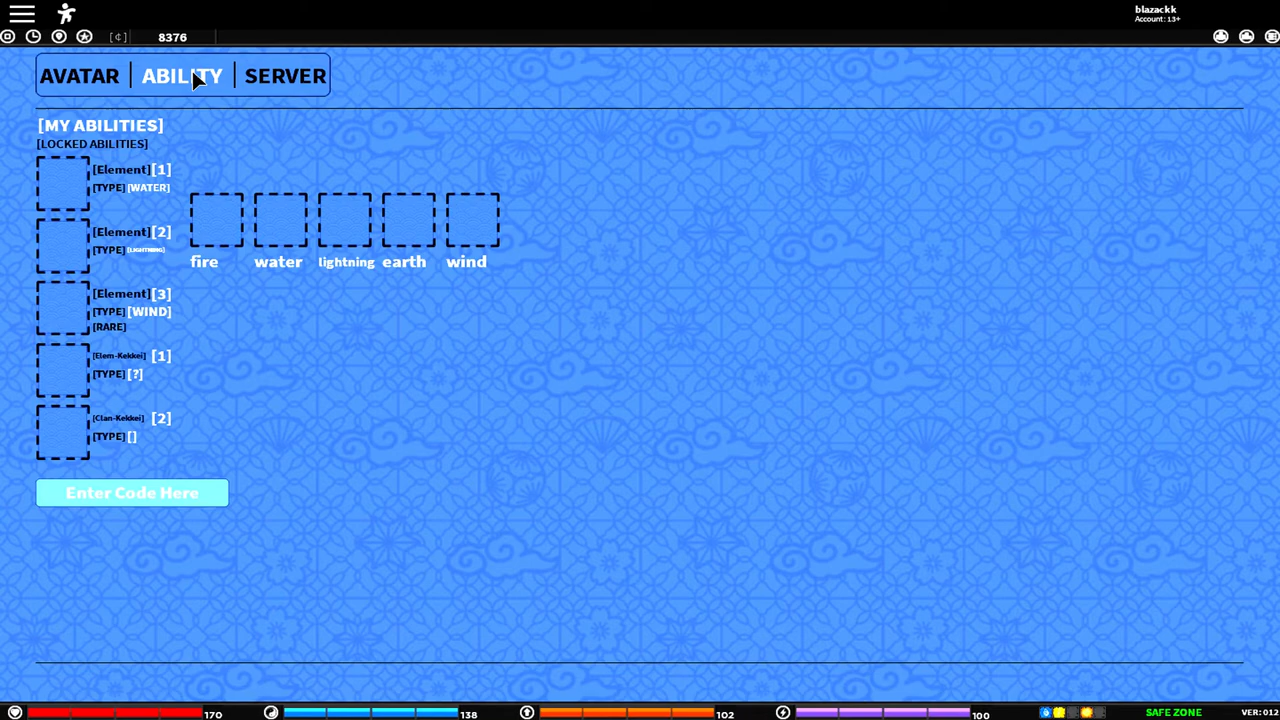 blazackk
Account: 13+
[¢] 8376
AVATAR | ABILITY | SERVER
[MY ABILITIES]
[LOCKED ABILITIES]
[Element] [1]
[TYPE] [WATER]
[Element] [2]
[TYPE] [LIGHTNING]
[Element] [3]
[TYPE] [WIND]
[RARE]
[Elem-Kekkei] [1]
[TYPE] [?]
[Clan-Kekkei] [2]
[TYPE] []
fire water lightning earth wind
Enter Code Here
170 138 102 100 SAFE ZONE VER:012